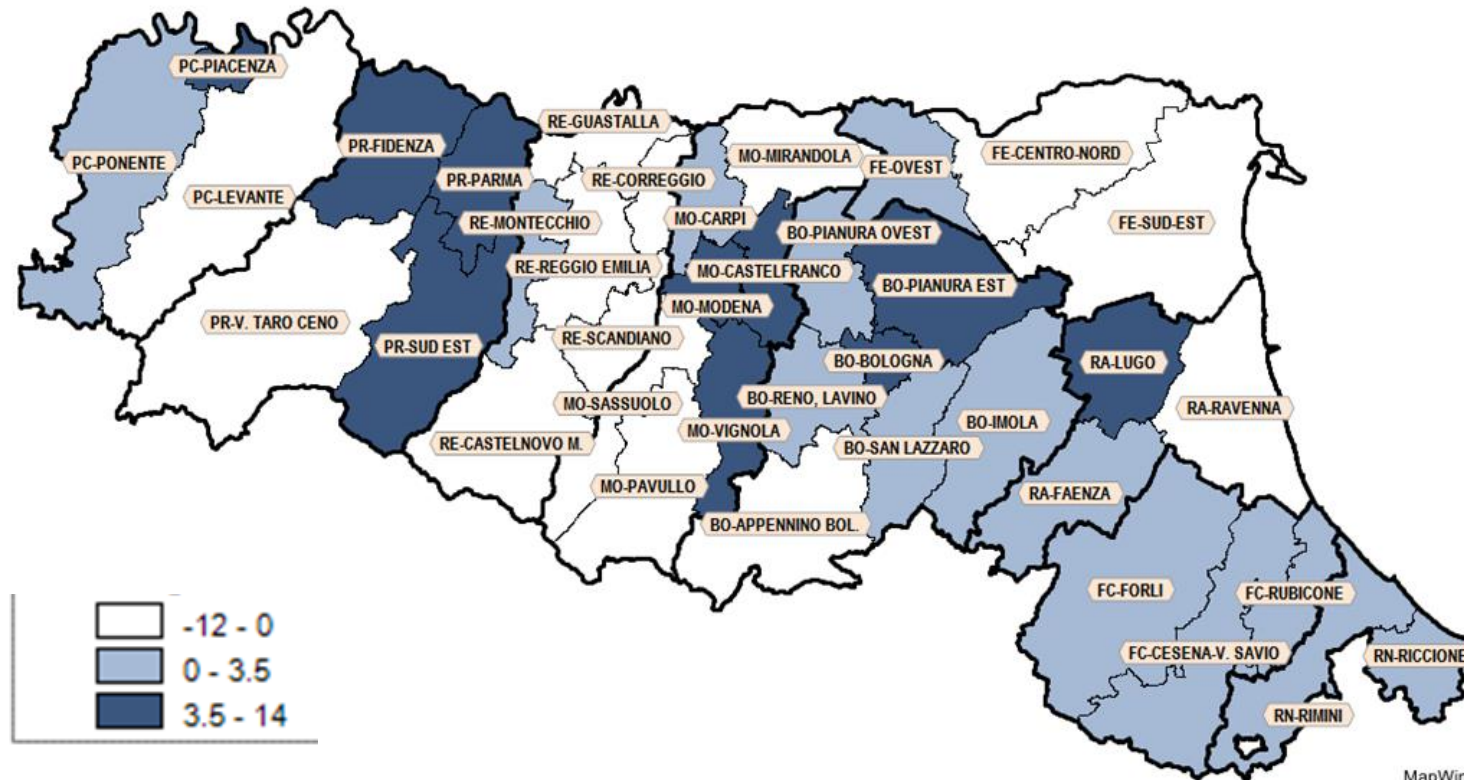 PC-PIACENZA
RE-GUASTALLA
PR-FIDENZA
MO-MIRANDOLA
FE-CENTRO-NORD
PC-PONENTE
FE-OVEST
PR-PARMA
RE-CORREGGIO
PC-LEVANTE
MO-CARPI
RE-MONTECCHIO
FE-SUD-EST
BO-PIANURA OVEST
RE-REGGIO EMILIA
MO-CASTELFRANCO
BO-PIANURA EST
MO-MODENA
PR-V. TARO CENO
PR-SUD EST
RE-SCANDIANO
BO-BOLOGNA
RA-LUGO
BO-RENO, LAVINO
MO-SASSUOLO
RA-RAVENNA
BO-IMOLA
MO-VIGNOLA
RE-CASTELNOVO M.
BO-SAN LAZZARO
MO-PAVULLO
RA-FAENZA
BO-APPENNINO BOL.
FC-FORLI
FC-RUBICONE
FC-CESENA-V. SAVIO
RN-RICCIONE
RN-RIMINI
-12 - 0
0 - 3.5
3.5 - 14
MapWin